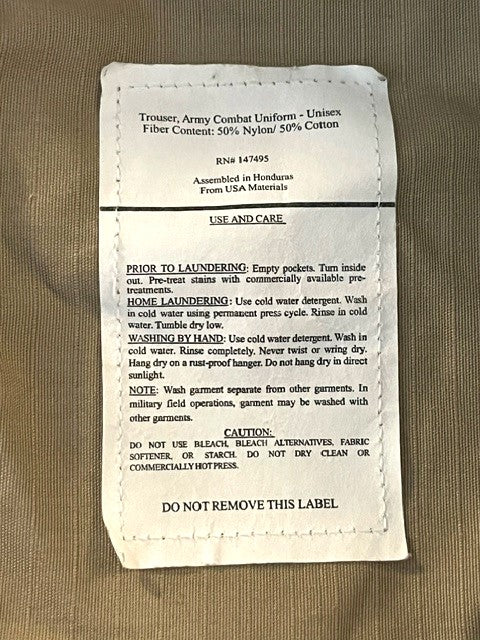 Trouser, Army Combat Uniform - Unisex
Fiber Content: 50% Nylon/ 50% Cotton
RN# 147495
Assembled in Honduras
From USA Materials
USE AND CARE
PRIOR TO LAUNDERING: Empty pockets. Turn inside
out. Pre-treat stains with commercially available pre-
treatments.
HOME LAUNDERING: Use cold water detergent. Wash
in cold water using permanent press cycle. Rinse in cold
water. Tumble dry low.
WASHING BY HAND: Use cold water detergent. Wash in
cold water. Rinse completely. Never twist or wring dry.
Hang dry on a rust-proof hanger. Do not hang dry in direct
sunlight.
NOTE: Wash garment separate from other garments. In
military field operations, garment may be washed with
other garments.
CAUTION:
DO NOT USE BLEACH, BLEACH ALTERNATIVES, FABRIC
SOFTENER, OR STARCH. DO NOT DRY CLEAN OR
COMMERCIALLY HOT PRESS.
DO NOT REMOVE THIS LABEL